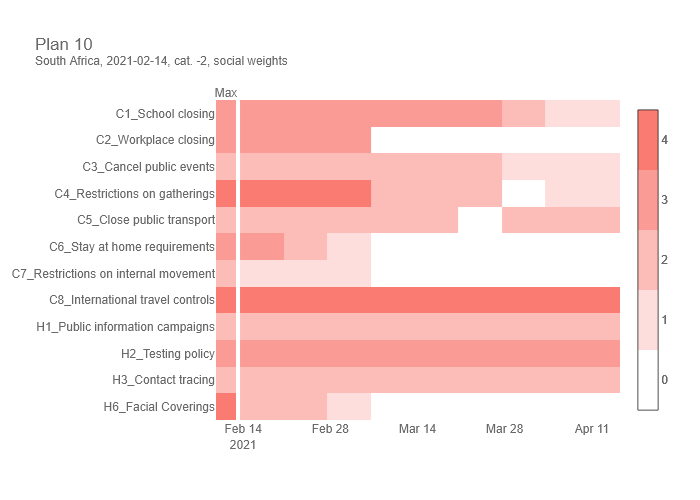 Plan 10
South Africa, 2021-02-14, cat. -2, social weights
Max
C1_School closing
C2_Workplace closing
C3_Cancel public events
C4_Restrictions on gatherings
C5_Close public transport
C6_Stay at home requirements
C7_Restrictions on internal movement
C8_International travel controls
H1_Public information campaigns
H2_Testing policy
H3_Contact tracing
H6_Facial Coverings
Feb 14 Feb 28 Mar 14 Mar 28 Apr 11
2021
4
3
2
1
0